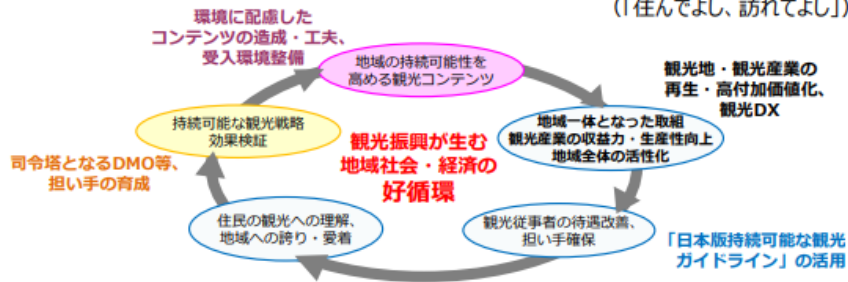 （「住んでよし、訪れてよし」）
環境に配慮した
コンテンツの造成・工夫、
受入環境整備
地域の持続可能性を
高める観光コンテンツ
観光地・観光産業の
再生・高付加価値化、
観光DX
持続可能な観光戦略
効果検証
観光振興が生む
地域社会・経済の
好循環
地域一体となった取組
観光産業の収益力・生産性向上
地域全体の活性化
司令塔となるDMO等、
担い手の育成
住民の観光への理解、
地域への誇り・愛着
観光従事者の待遇改善、
担い手確保
「日本版持続可能な観光
ガイドライン」の活用